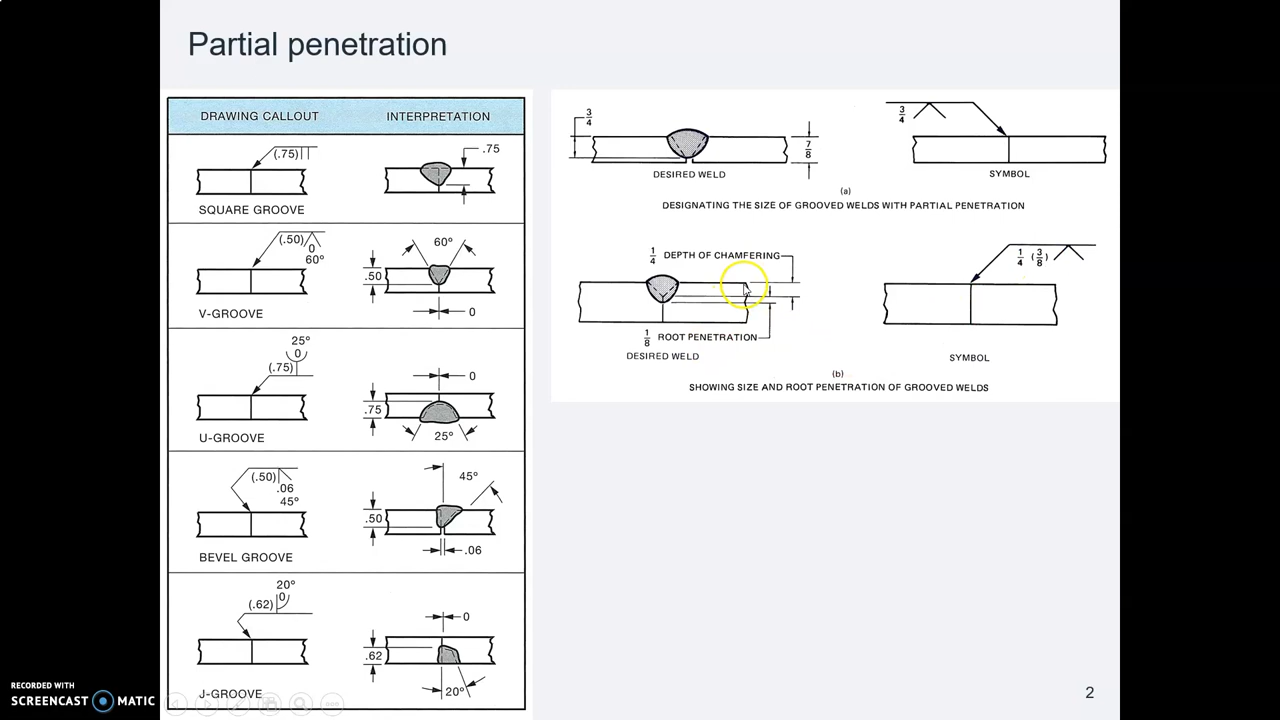 Partial penetration
DRAWING CALLOUT
INTERPRETATION
(.75)
.75
SQUARE GROOVE
(.50)
0
60°
60°
.50
0
V-GROOVE
25°
0
(.75)
0
.75
25°
U-GROOVE
(.50)
.06
45°
45°
.50
.06
BEVEL GROOVE
20°
0
(.62)
0
.62
20°
J-GROOVE
3/4
7/8
DESIRED WELD
3/4
SYMBOL
(a)
DESIGNATING THE SIZE OF GROOVED WELDS WITH PARTIAL PENETRATION
1/4 DEPTH OF CHAMFERING
1/8 ROOT PENETRATION
DESIRED WELD
1/4 (3/8)
SYMBOL
(b)
SHOWING SIZE AND ROOT PENETRATION OF GROOVED WELDS
2
RECORDED WITH
SCREENCAST MATIC